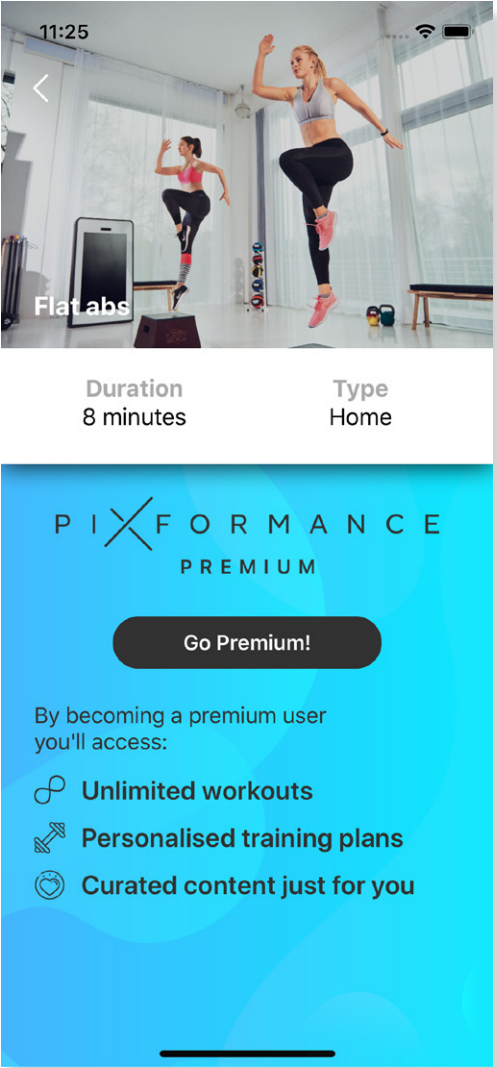 11:25
Flat abs
Duration
8 minutes
Type
Home
PIXFORMANCE
PREMIUM
Go Premium!
By becoming a premium user
you'll access:
Unlimited workouts
Personalised training plans
Curated content just for you